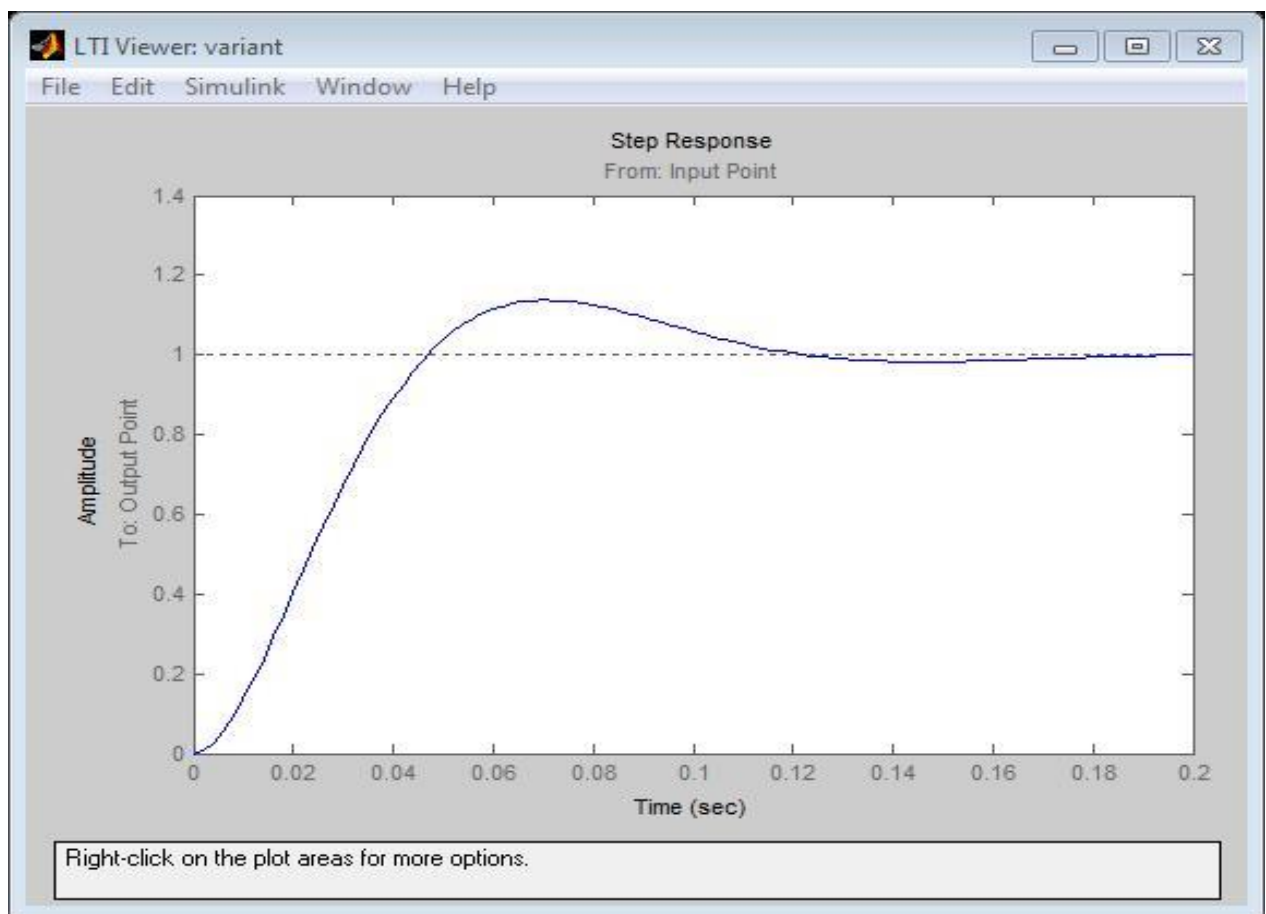 LTI Viewer: variant
File Edit Simulink Window Help
Step Response
From: Input Point
1.4
1.2
1
0.8
0.6
0.4
0.2
0
Amplitude
To: Output Point
0 0.02 0.04 0.06 0.08 0.1 0.12 0.14 0.16 0.18 0.2
Time (sec)
Right-click on the plot areas for more options.